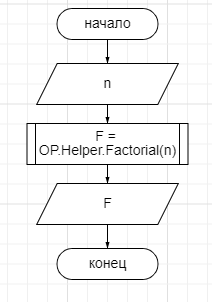 начало
n
F =
OP.Helper.Factorial(n)
F
конец